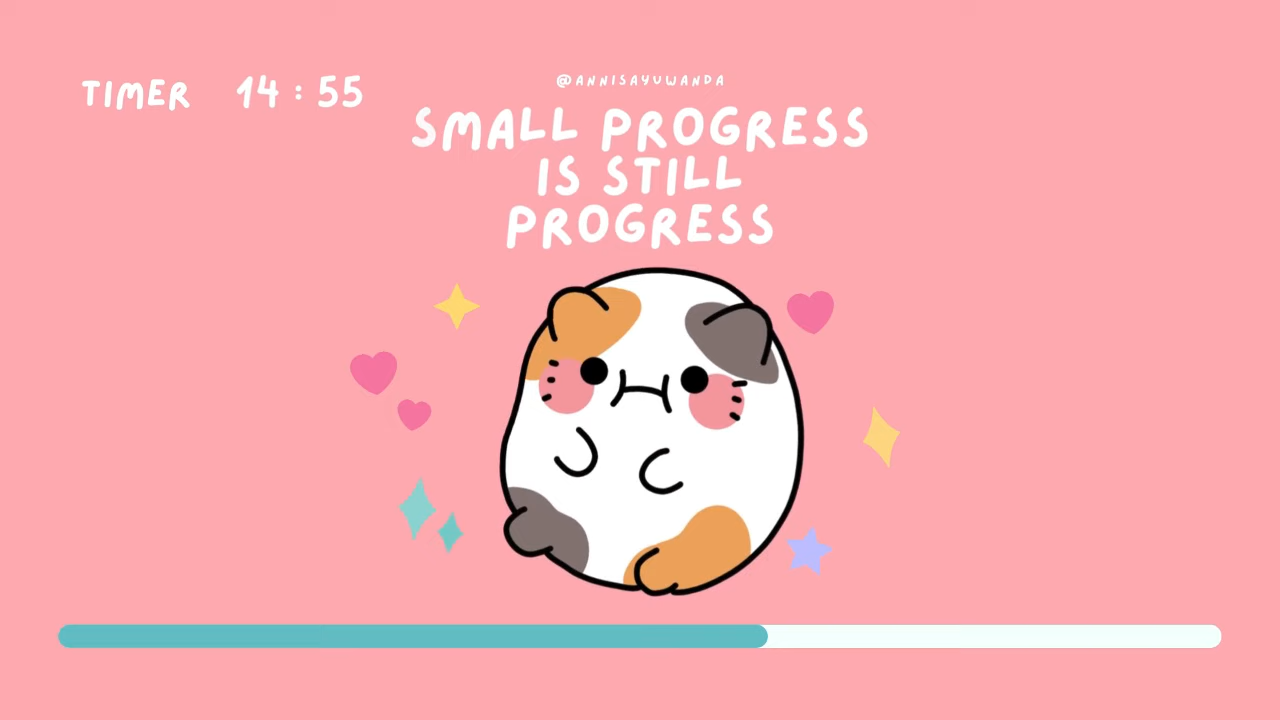 TIMER 14 : 55
@ANNISAYUWANDA
SMALL PROGRESS
IS STILL
PROGRESS